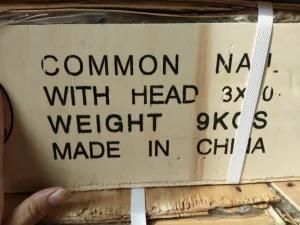 COMMON
WITH HEAD
WEIGHT 9KGS
MADE IN CHINA